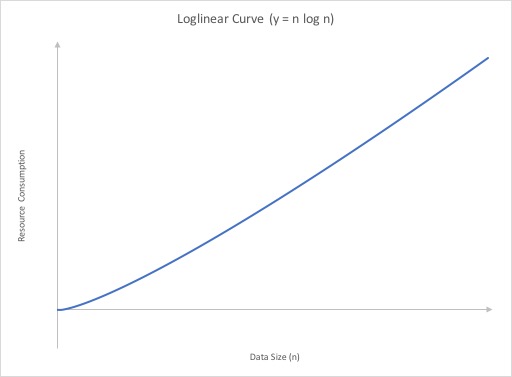 Loglinear Curve (y = n log n)
Resource Consumption
Data Size (n)